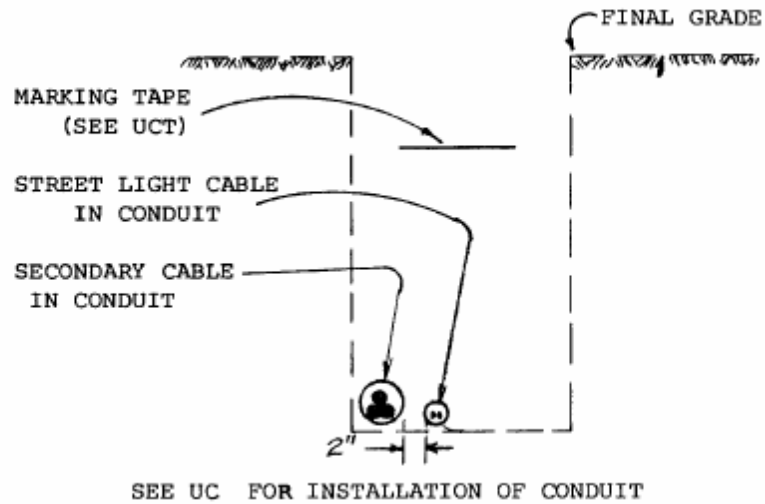 FINAL GRADE
MARKING TAPE
(SEE UCT)
STREET LIGHT CABLE
IN CONDUIT
SECONDARY CABLE
IN CONDUIT
2"
SEE UC FOR INSTALLATION OF CONDUIT